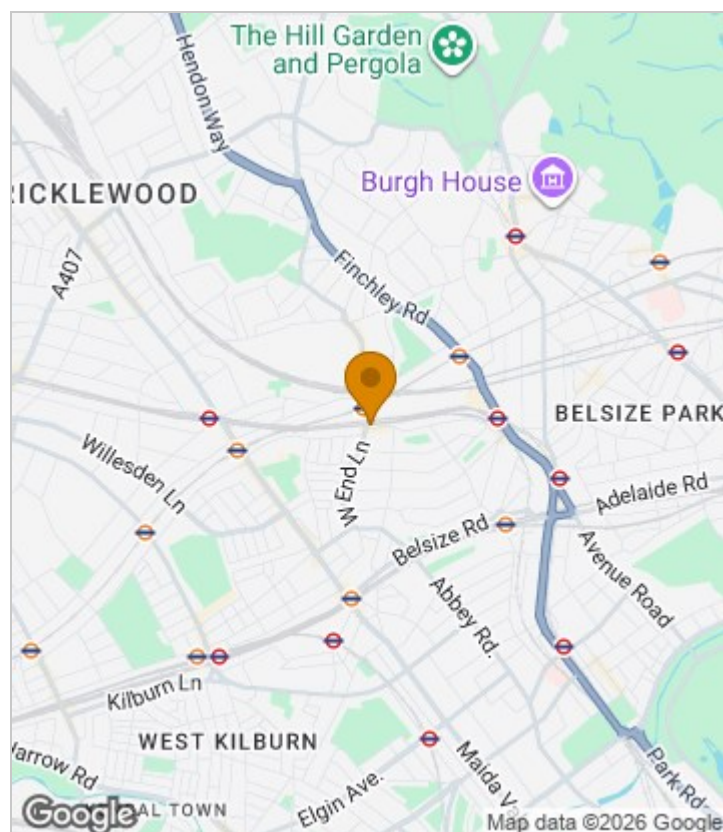 The Hill Garden
and Pergola
Hendon Way
Burgh House
RICKLEWOOD
A407
Finchley Rd
BELSIZE PARK
Willesden Ln
W End Ln
Adelaide Rd
Belsize Rd
Avenue Road
Abbey Rd.
Kilburn Ln
WEST KILBURN
Harrow Rd
Maida V
Elgin Ave.
Park Rd
Google
AL TOWN
Map data ©2026 Google